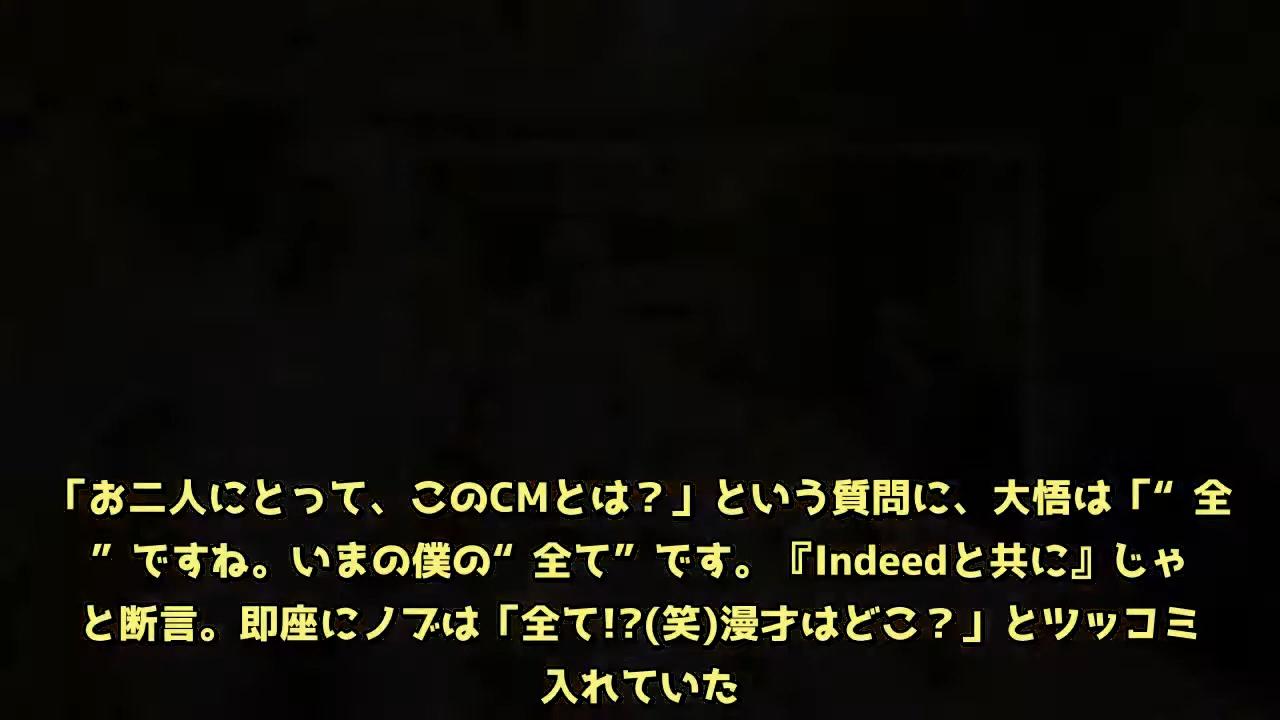 「お二人にとって、このCMとは？」という質問に、大悟は「“ 全
” ですね。いまの僕の“ 全て” です。『Indeedと共に』じゃ
と断言。即座にノブは「全て!?(笑)漫才はどこ？」とツッコミ
入れていた